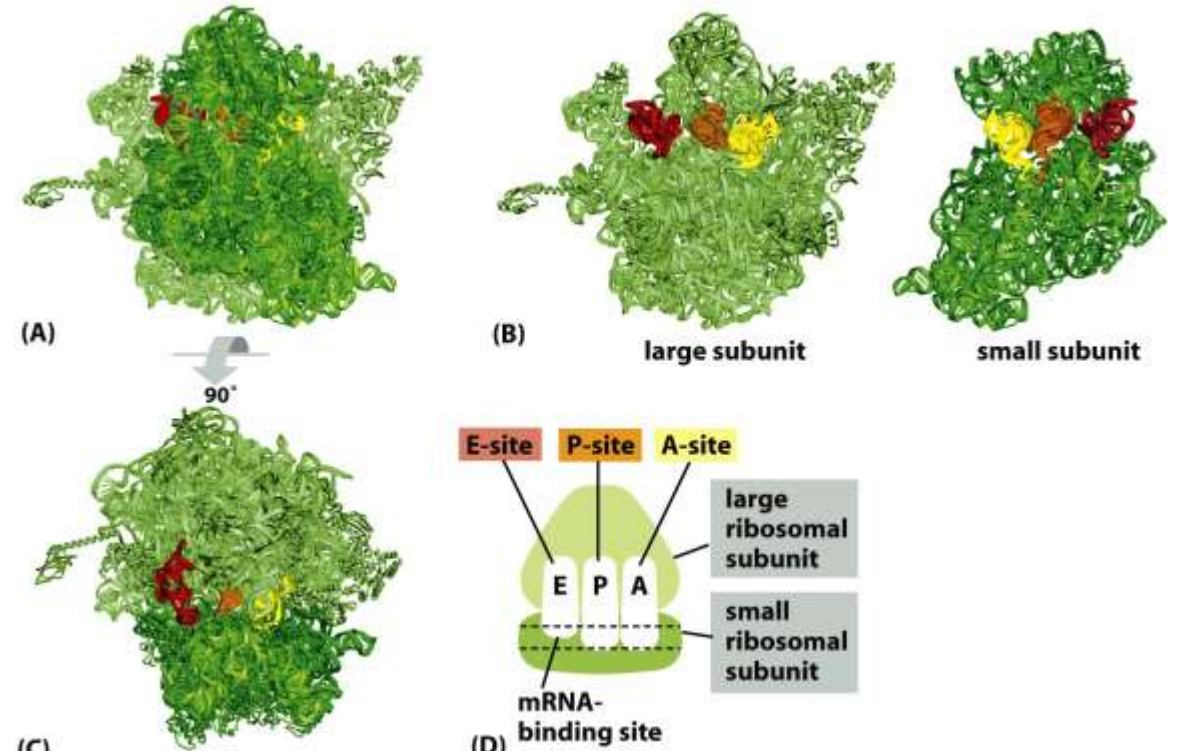 (A)
(B)
large subunit
small subunit
90°
E-site
P-site
A-site
large
ribosomal
subunit
E
P
A
small
ribosomal
subunit
mRNA-
binding site
(C)
(D)